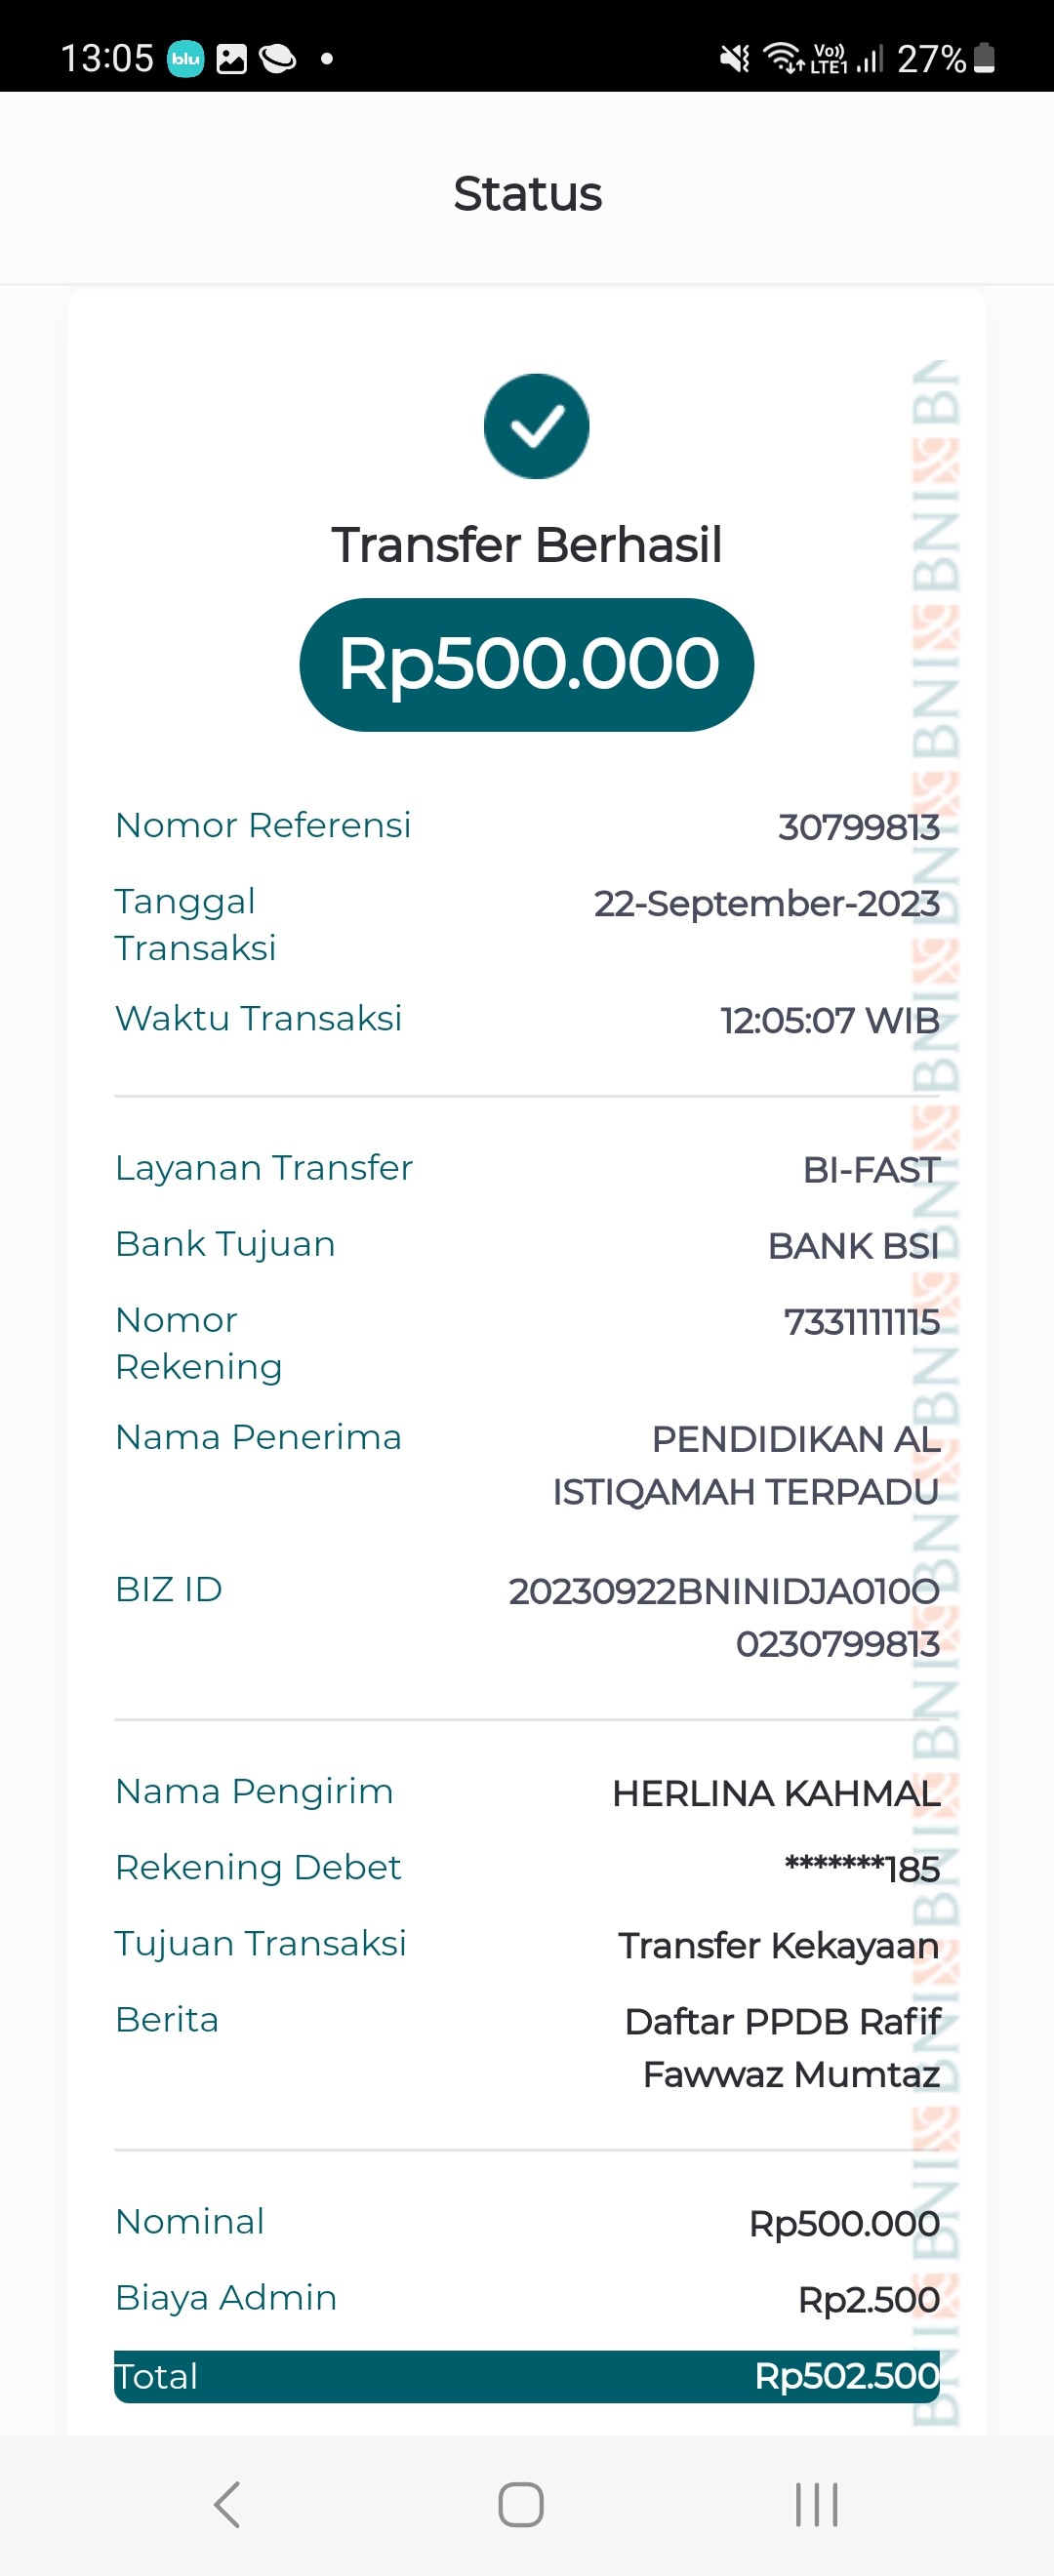 13:05 blu Vo)) LTE1 27%
Status
Transfer Berhasil
Rp500.000
Nomor Referensi 30799813
Tanggal Transaksi 22-September-2023
Waktu Transaksi 12:05:07 WIB
Layanan Transfer BI-FAST
Bank Tujuan BANK BSI
Nomor Rekening 7331111115
Nama Penerima PENDIDIKAN AL
ISTIQAMAH TERPADU
BIZ ID 20230922BNINIDJA010O
0230799813
Nama Pengirim HERLINA KAHMAL
Rekening Debet *******185
Tujuan Transaksi Transfer Kekayaan
Berita Daftar PPDB Rafif
Fawwaz Mumtaz
Nominal Rp500.000
Biaya Admin Rp2.500
Total Rp502.500
BNI BNI BNI BNI BNI BNI BNI BNI BNI BNI BNI BNI BN